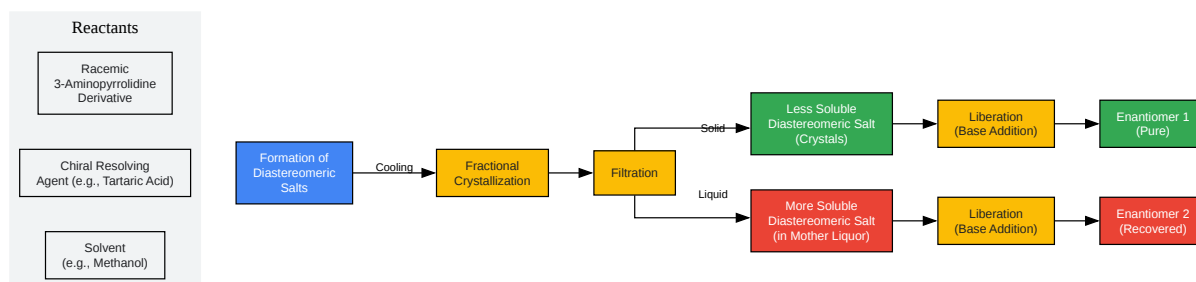 Reactants
Racemic
3-Aminopyrrolidine
Derivative
Chiral Resolving
Agent (e.g., Tartaric Acid)
Solvent
(e.g., Methanol)
Formation of
Diastereomeric
Salts
Cooling
Fractional
Crystallization
Filtration
Solid
Less Soluble
Diastereomeric Salt
(Crystals)
Liberation
(Base Addition)
Enantiomer 1
(Pure)
Liquid
More Soluble
Diastereomeric Salt
(in Mother Liquor)
Liberation
(Base Addition)
Enantiomer 2
(Recovered)